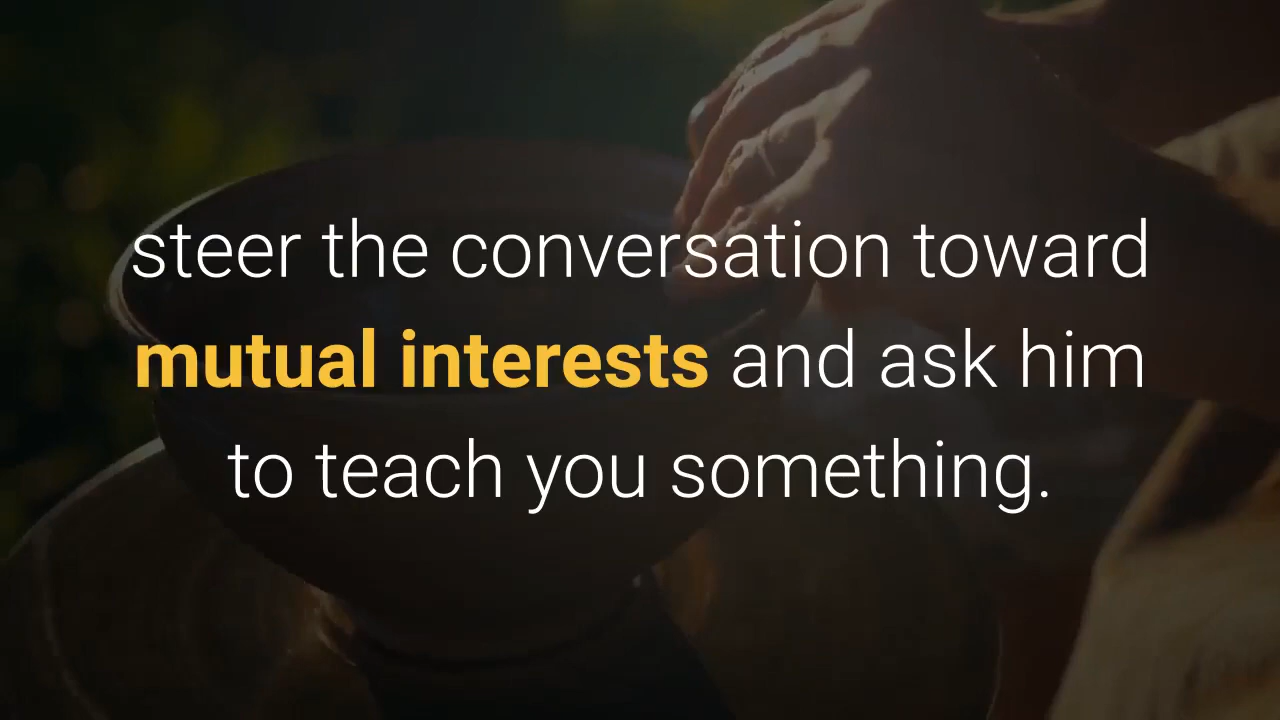 steer the conversation toward
mutual interests and ask him
to teach you something.